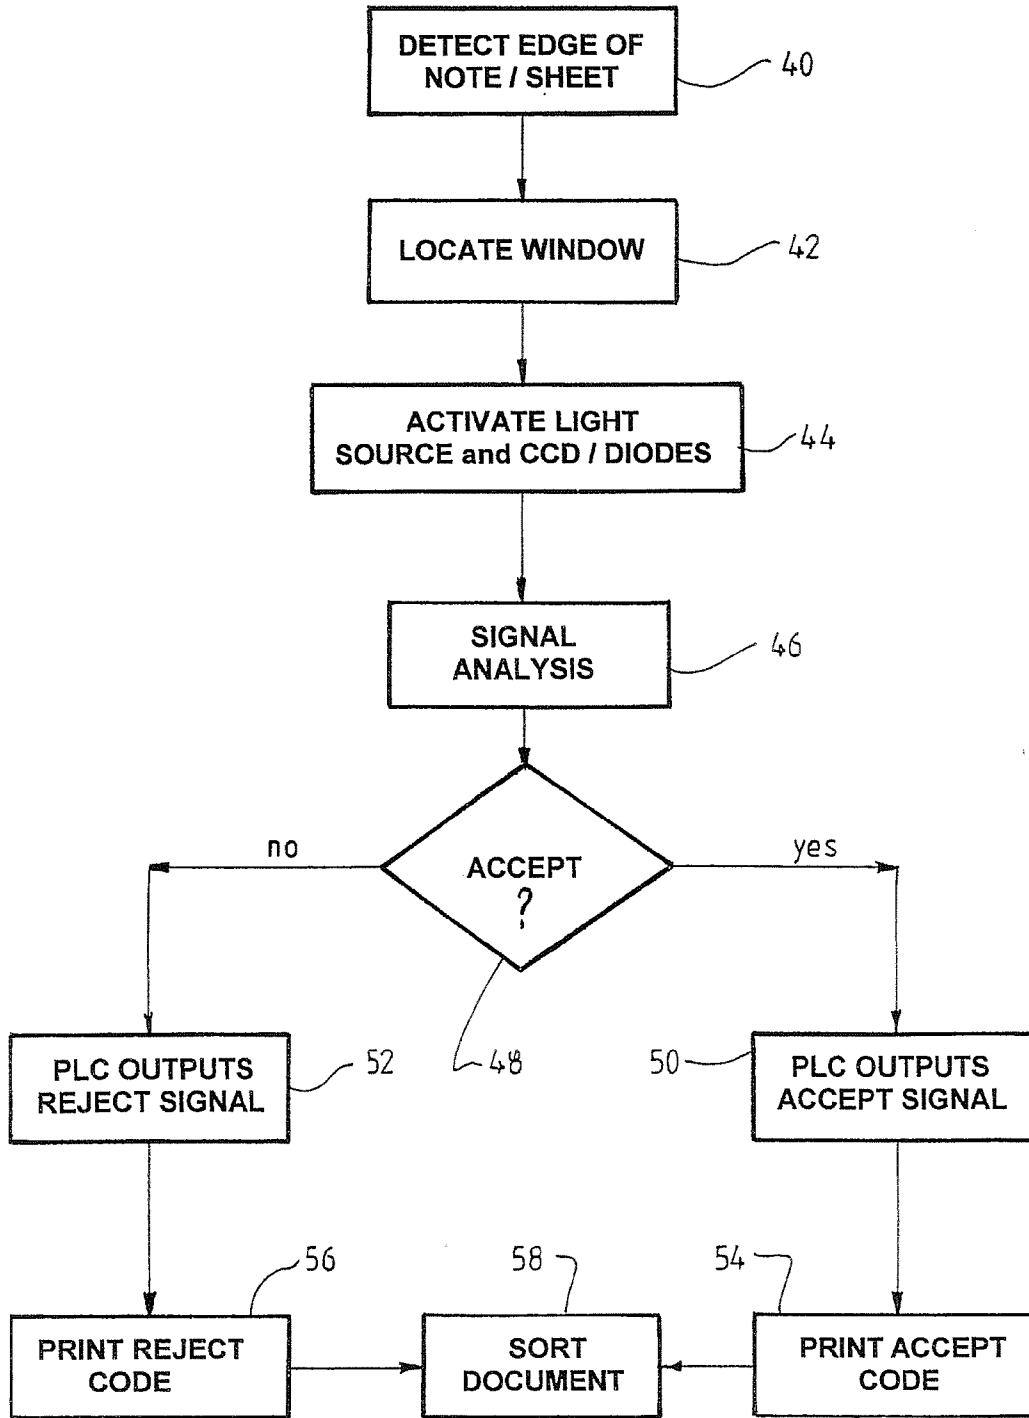 DETECT EDGE OF
NOTE / SHEET
40
LOCATE WINDOW
42
ACTIVATE LIGHT
SOURCE and CCD / DIODES
44
SIGNAL
ANALYSIS
46
no
yes
ACCEPT
?
48
PLC OUTPUTS
REJECT SIGNAL
52
50
PLC OUTPUTS
ACCEPT SIGNAL
56
58
54
PRINT REJECT
CODE
SORT
DOCUMENT
PRINT ACCEPT
CODE